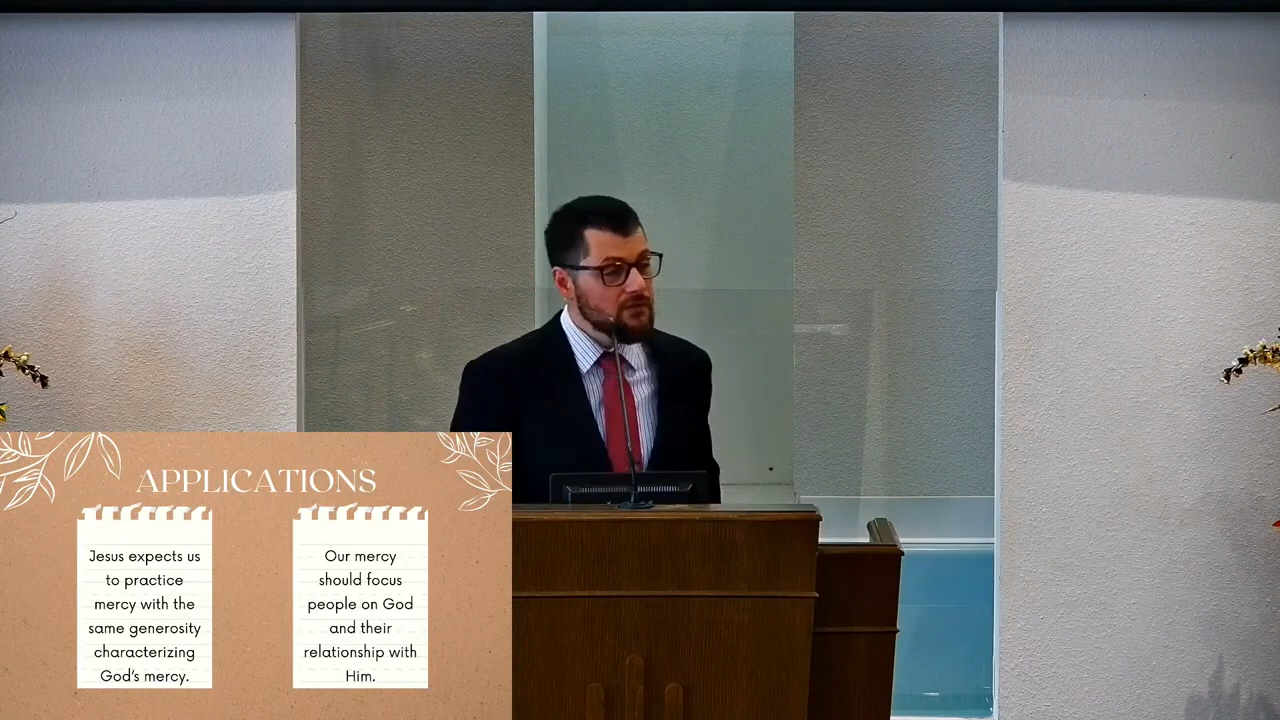 APPLICATIONS
Jesus expects us
to practice
mercy with the
same generosity
characterizing
God's mercy.
Our mercy
should focus
people on God
and their
relationship with
Him.